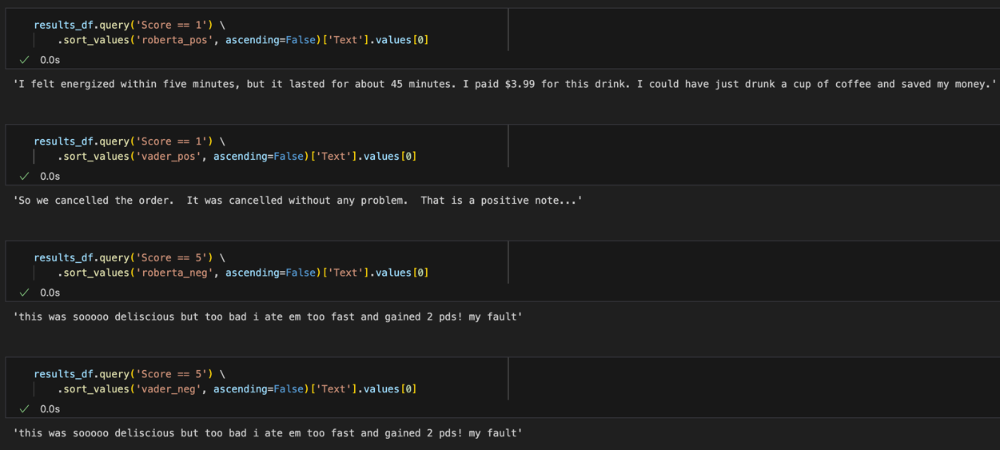 results_df.query('Score == 1') \
.sort_values('roberta_pos', ascending=False)['Text'].values[0]
✓ 0.0s
'I felt energized within five minutes, but it lasted for about 45 minutes. I paid $3.99 for this drink. I could have just drunk a cup of coffee and saved my money.'
results_df.query('Score == 1') \
.sort_values('vader_pos', ascending=False)['Text'].values[0]
✓ 0.0s
'So we cancelled the order.  It was cancelled without any problem.  That is a positive note...'
results_df.query('Score == 5') \
.sort_values('roberta_neg', ascending=False)['Text'].values[0]
✓ 0.0s
'this was sooooo deliscious but too bad i ate em too fast and gained 2 pds! my fault'
results_df.query('Score == 5') \
.sort_values('vader_neg', ascending=False)['Text'].values[0]
✓ 0.0s
'this was sooooo deliscious but too bad i ate em too fast and gained 2 pds! my fault'